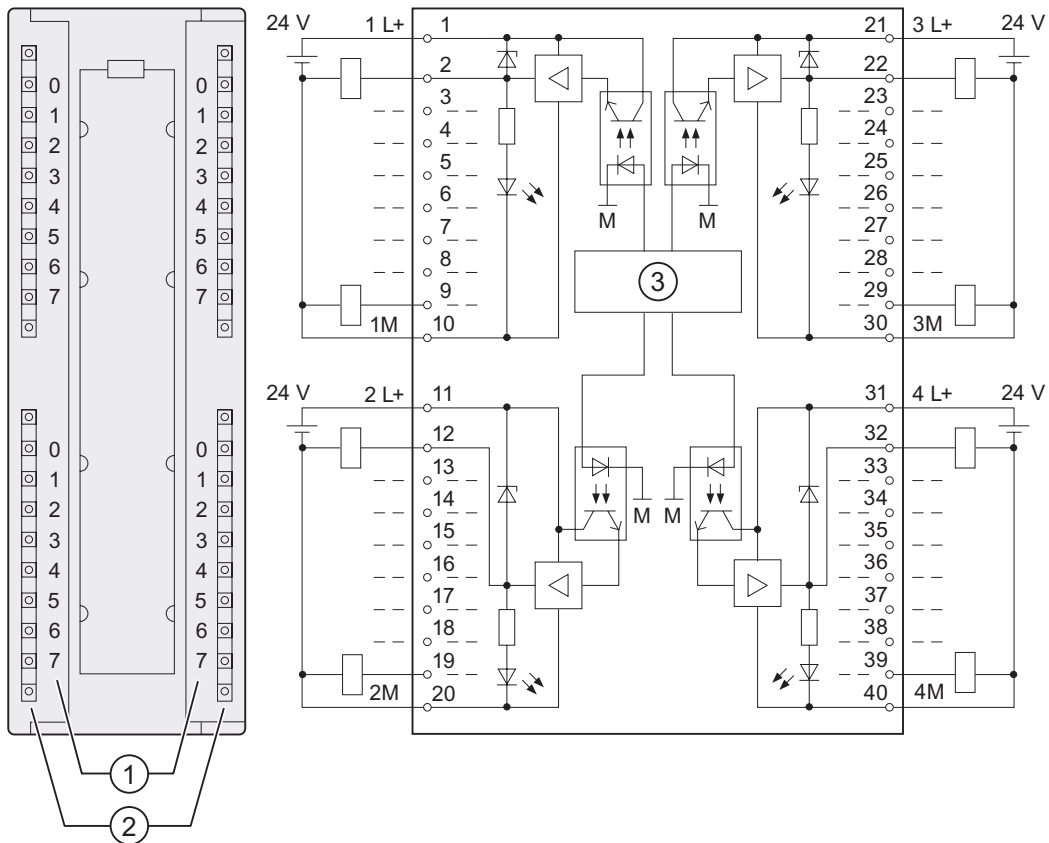 24 V 1 L+ 1 21 3 L+ 24 V
2 22
0 0 3 23
1 1 4 24
2 2 5 25
3 3 6 26
4 4 7 M M 27
5 5 8 28
6 6 9 3 29
7 7 1M 10 30 3M
24 V 2 L+ 11 31 4 L+ 24 V
12 32
0 0 13 33
1 1 14 34
2 2 15 M M 35
3 3 16 36
4 4 17 37
5 5 18 38
6 6 19 39
7 7 2M 20 40 4M
1
2